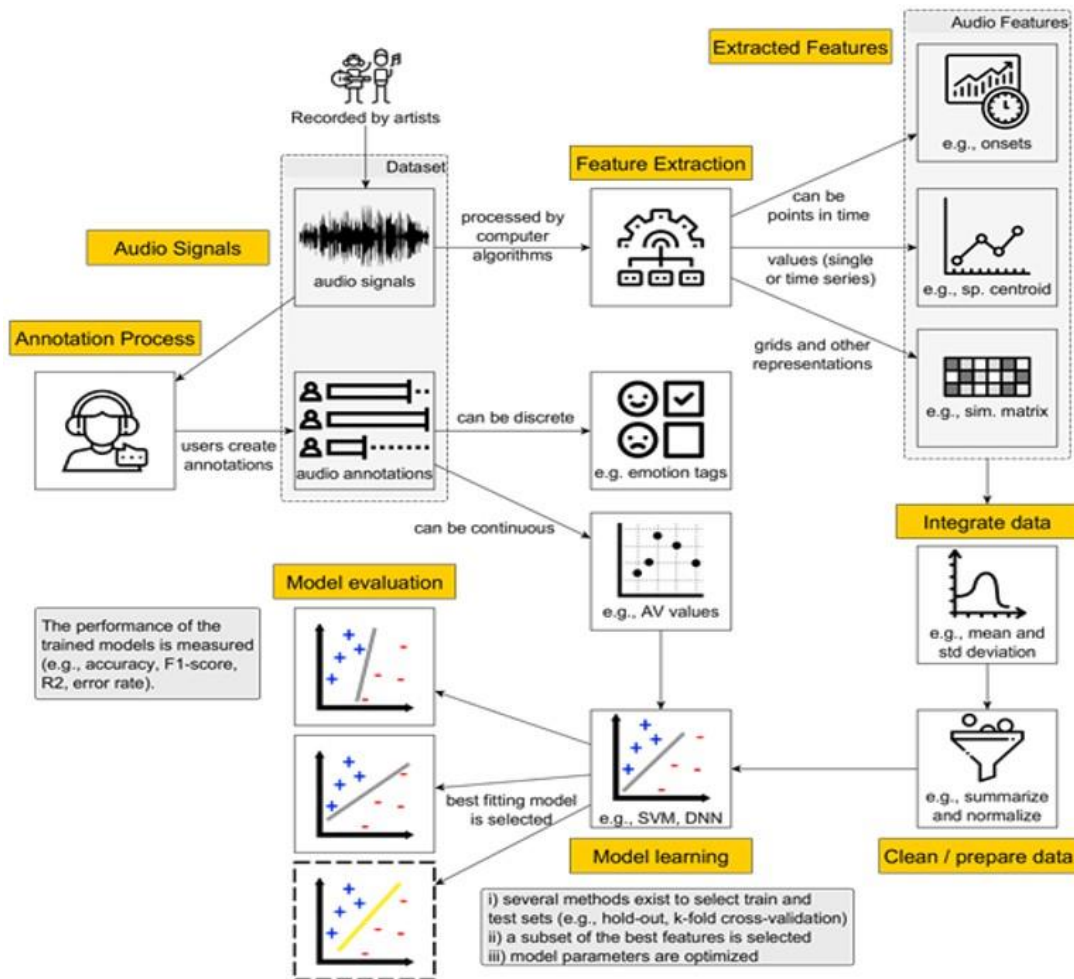 Audio Features
Extracted Features
e.g., onsets
Recorded by artists
Dataset
Feature Extraction
can be
points in time
processed by
computer
algorithms
Audio Signals
audio signals
values (single
or time series)
e.g., sp. centroid
Annotation Process
grids and other
representations
e.g., sim. matrix
users create
annotations
audio annotations
can be discrete
e.g. emotion tags
can be continuous
Integrate data
e.g., AV values
e.g., mean and
std deviation
Model evaluation
The performance of the
trained models is measured
(e.g., accuracy, F1-score,
R2, error rate).
best fitting model
is selected
e.g., SVM, DNN
e.g., summarize
and normalize
Model learning
Clean / prepare data
i) several methods exist to select train and
test sets (e.g., hold-out, k-fold cross-validation)
ii) a subset of the best features is selected
iii) model parameters are optimized